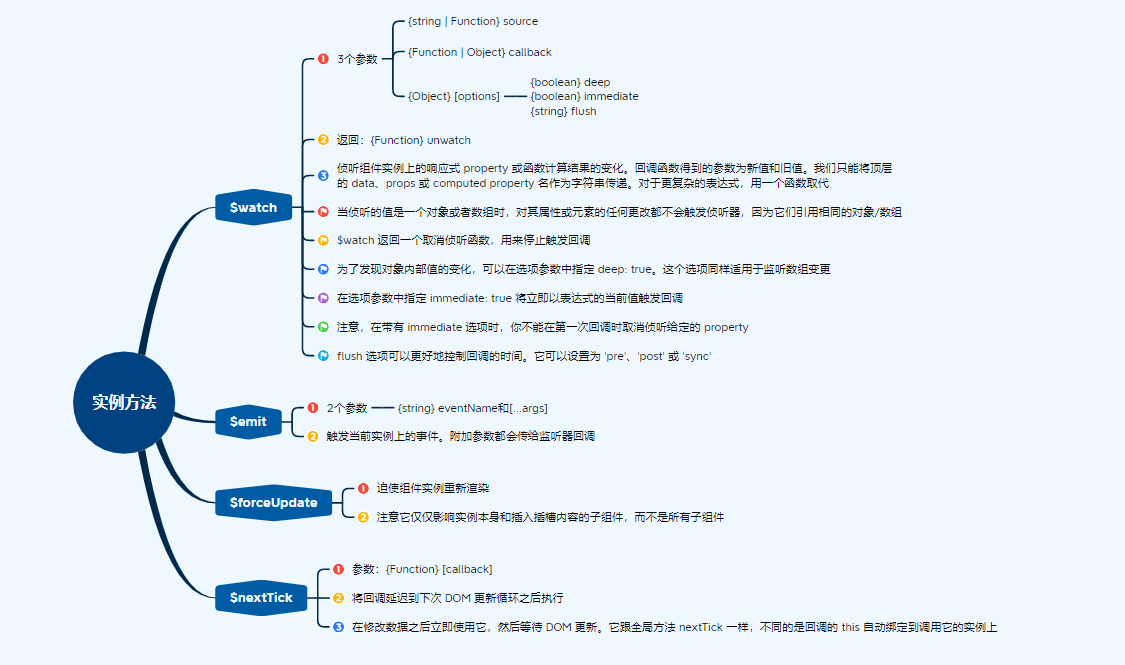 实例方法
$watch
1 3个参数
{string | Function} source
{Function | Object} callback
{Object} [options]
{boolean} deep
{boolean} immediate
{string} flush
2 返回：{Function} unwatch
3 侦听组件实例上的响应式 property 或函数计算结果的变化。回调函数得到的参数为新值和旧值。我们只能将顶层
的 data、props 或 computed property 名作为字符串传递。对于更复杂的表达式，用一个函数取代
当侦听的值是一个对象或者数组时，对其属性或元素的任何更改都不会触发侦听器，因为它们引用相同的对象/数组
$watch 返回一个取消侦听函数，用来停止触发回调
为了发现对象内部值的变化，可以在选项参数中指定 deep: true。这个选项同样适用于监听数组变更
在选项参数中指定 immediate: true 将立即以表达式的当前值触发回调
注意，在带有 immediate 选项时，你不能在第一次回调时取消侦听给定的 property
flush 选项可以更好地控制回调的时间。它可以设置为 'pre'、'post' 或 'sync'
$emit
1 2个参数
{string} eventName和[...args]
2 触发当前实例上的事件。附加参数都会传给监听器回调
$forceUpdate
1 迫使组件实例重新渲染
2 注意它仅仅影响实例本身和插入插槽内容的子组件，而不是所有子组件
$nextTick
1 参数：{Function} [callback]
2 将回调延迟到下次 DOM 更新循环之后执行
3 在修改数据之后立即使用它，然后等待 DOM 更新。它跟全局方法 nextTick 一样，不同的是回调的 this 自动绑定到调用它的实例上